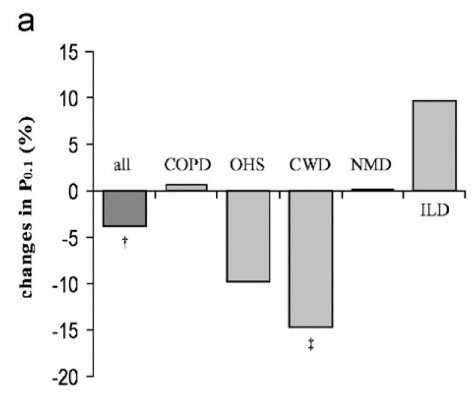 a
changes in P0.1 (%)
15
10
5
0
-5
-10
-15
-20
all COPD OHS CWD NMD
ILD
†
‡